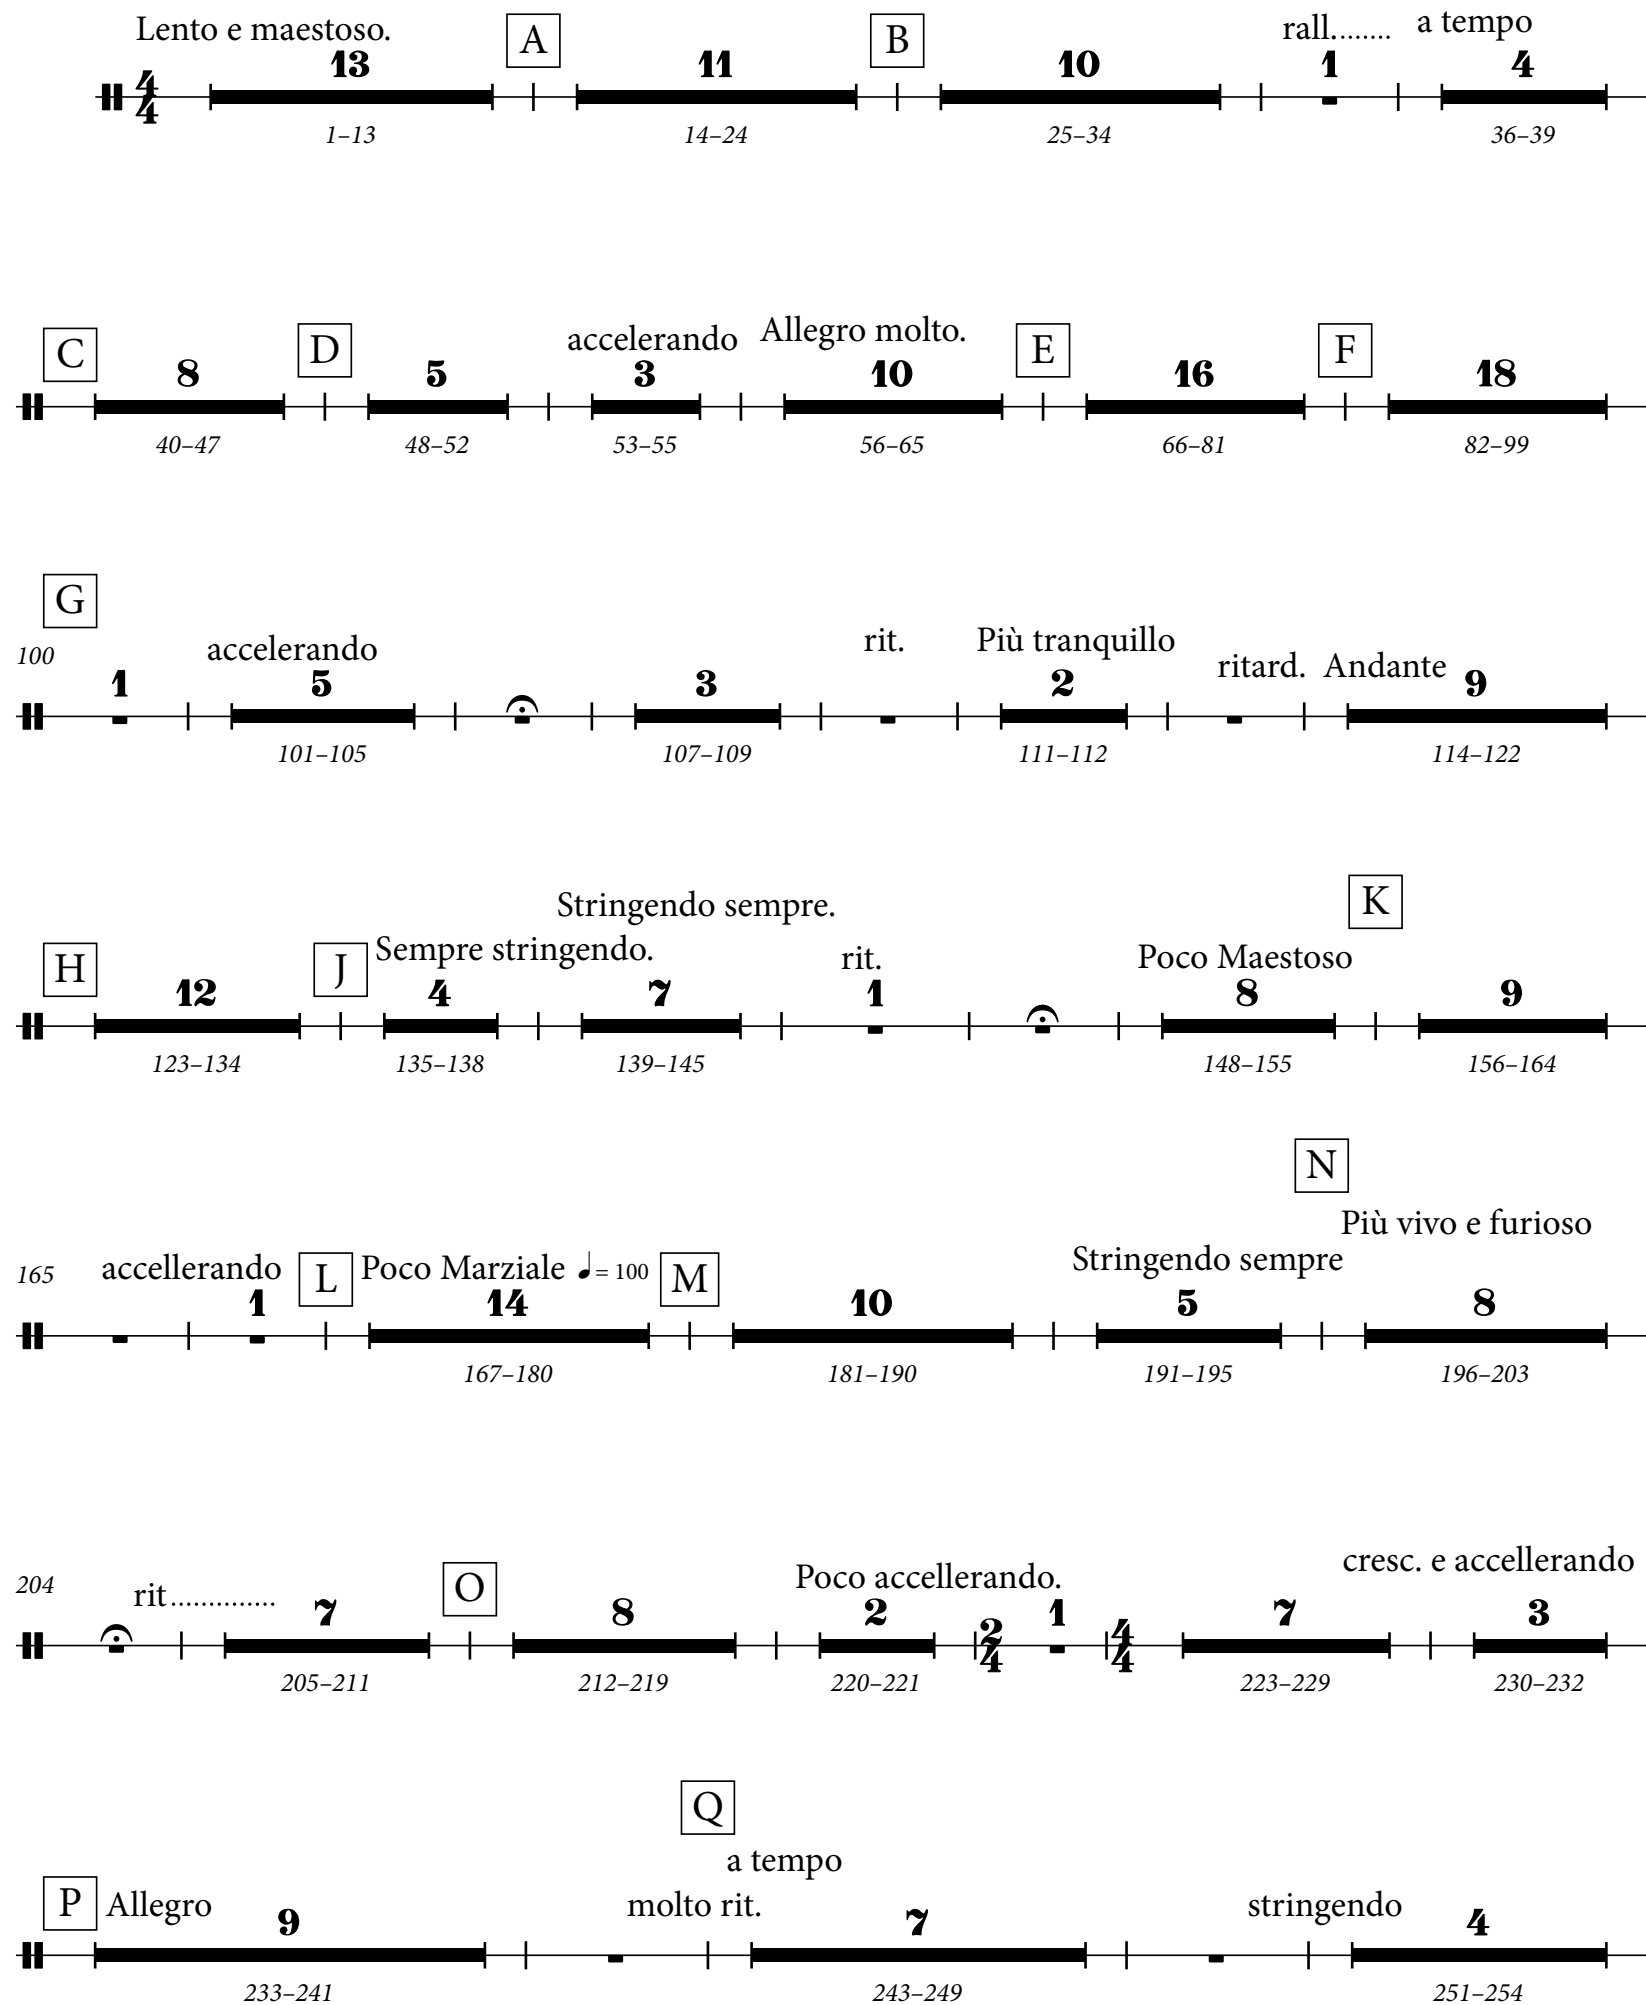 Lento e maestoso. A B rall........ a tempo
13 11 10 1 4
4
4
1–13 14–24 25–34 36–39
C D accelerando Allegro molto. E F
8 5 3 10 16 18
40–47 48–52 53–55 56–65 66–81 82–99
G
100 accelerando rit. Più tranquillo ritard. Andante
1 5 3 2 9
101–105 107–109 111–112 114–122
Stringendo sempre. K
H J Sempre stringendo. rit. Poco Maestoso
12 4 7 1 8 9
123–134 135–138 139–145 148–155 156–164
N
Più vivo e furioso
165 accellerando L Poco Marziale ♩= 100 M Stringendo sempre
1 14 10 5 8
167–180 181–190 191–195 196–203
204 rit.............. O Poco accellerando. cresc. e accellerando
7 8 2 1 7 3
2 4
4 4
205–211 212–219 220–221 223–229 230–232
Q
a tempo
P Allegro molto rit. stringendo
9 7 4
233–241 243–249 251–254